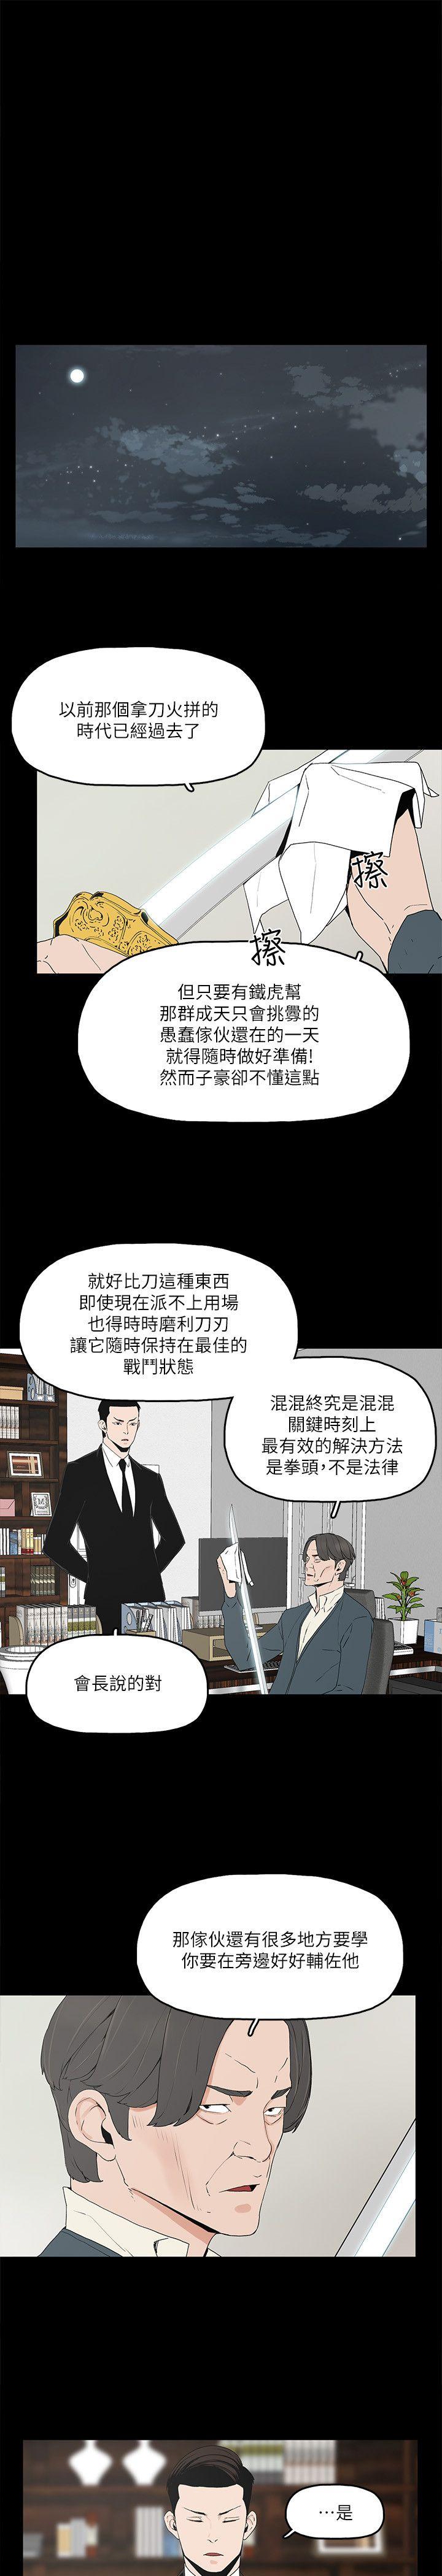 以前那個拿刀火拼的
時代已經過去了
擦
擦
但只要有鐵虎幫
那群成天只會挑釁的
愚蠢傢伙還在的一天
就得隨時做好準備!
然而子豪卻不懂這點
就好比刀這種東西
即使現在派不上用場
也得時時磨利刀刃
讓它隨時保持在最佳的
戰鬥狀態
混混終究是混混
關鍵時刻上
最有效的解決方法
是拳頭,不是法律
會長說的對
那傢伙還有很多地方要學
你要在旁邊好好輔佐他
…是